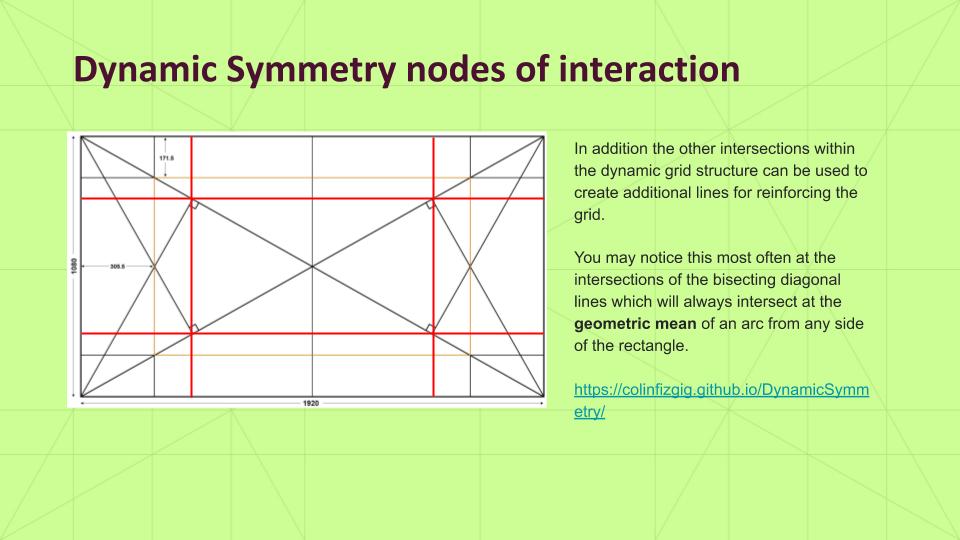 Dynamic Symmetry nodes of interaction
171.5
305.5
1080
1920
In addition the other intersections within
the dynamic grid structure can be used to
create additional lines for reinforcing the
grid.
You may notice this most often at the
intersections of the bisecting diagonal
lines which will always intersect at the
geometric mean of an arc from any side
of the rectangle.
https://colinfizgig.github.io/DynamicSymm
etry/